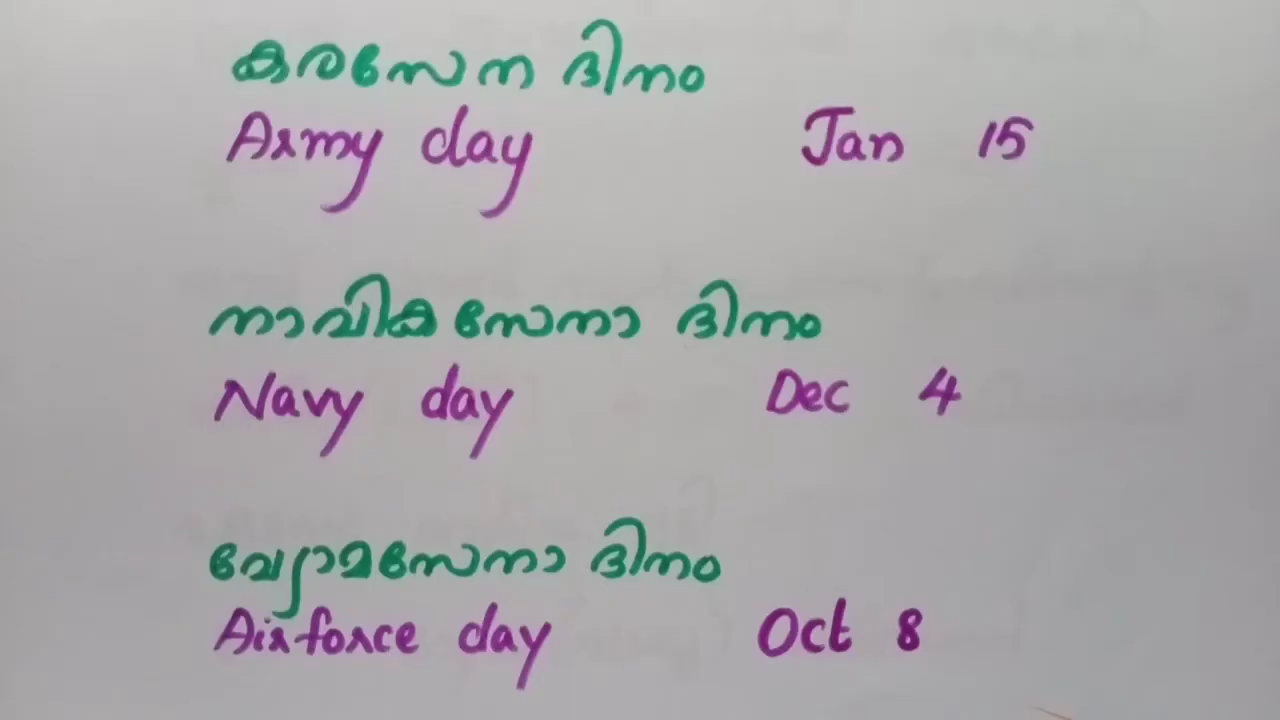 കരസേന ദിനം
Army day Jan 15
നാവികസേനാ ദിനം
Navy day Dec 4
വ്യോമസേനാ ദിനം
Airforce day Oct 8